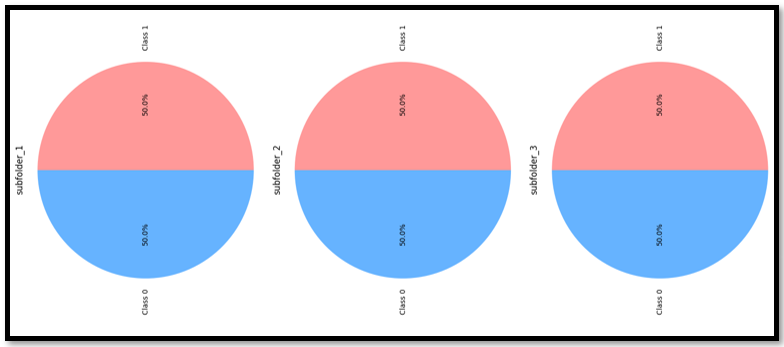 subfolder_1
Class 0
50.0%
50.0%
Class 1
subfolder_2
Class 0
50.0%
50.0%
Class 1
subfolder_3
Class 0
50.0%
50.0%
Class 1